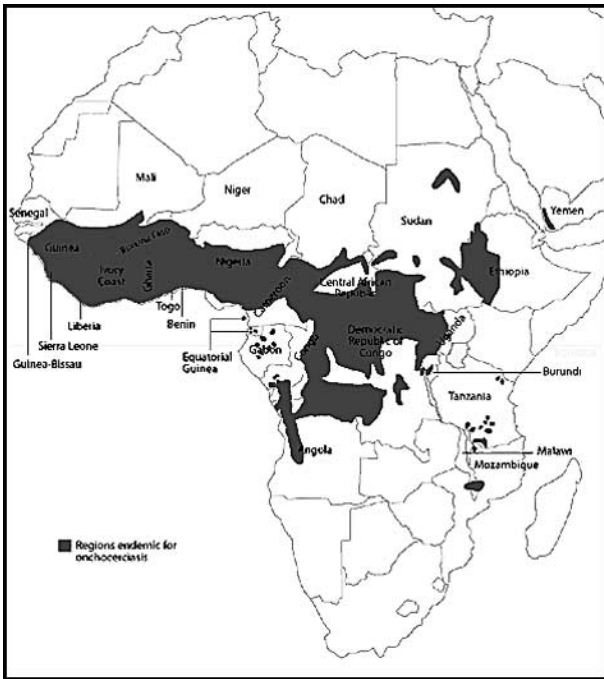 Mali
Niger
Chad
Sudan
Yemen
Senegal
Guinea
Burkina Faso
Ivory
Coast
Ghana
Nigeria
Cameroon
Central African
Republic
Ethiopia
Togo
Benin
Liberia
Sierra Leone
Guinea-Bissau
Equatorial
Guinea
Gabon
Congo
Democratic
Republic of
Congo
Uganda
Burundi
Tanzania
Angola
Malawi
Mozambique
Regions endemic for
onchocerciasis